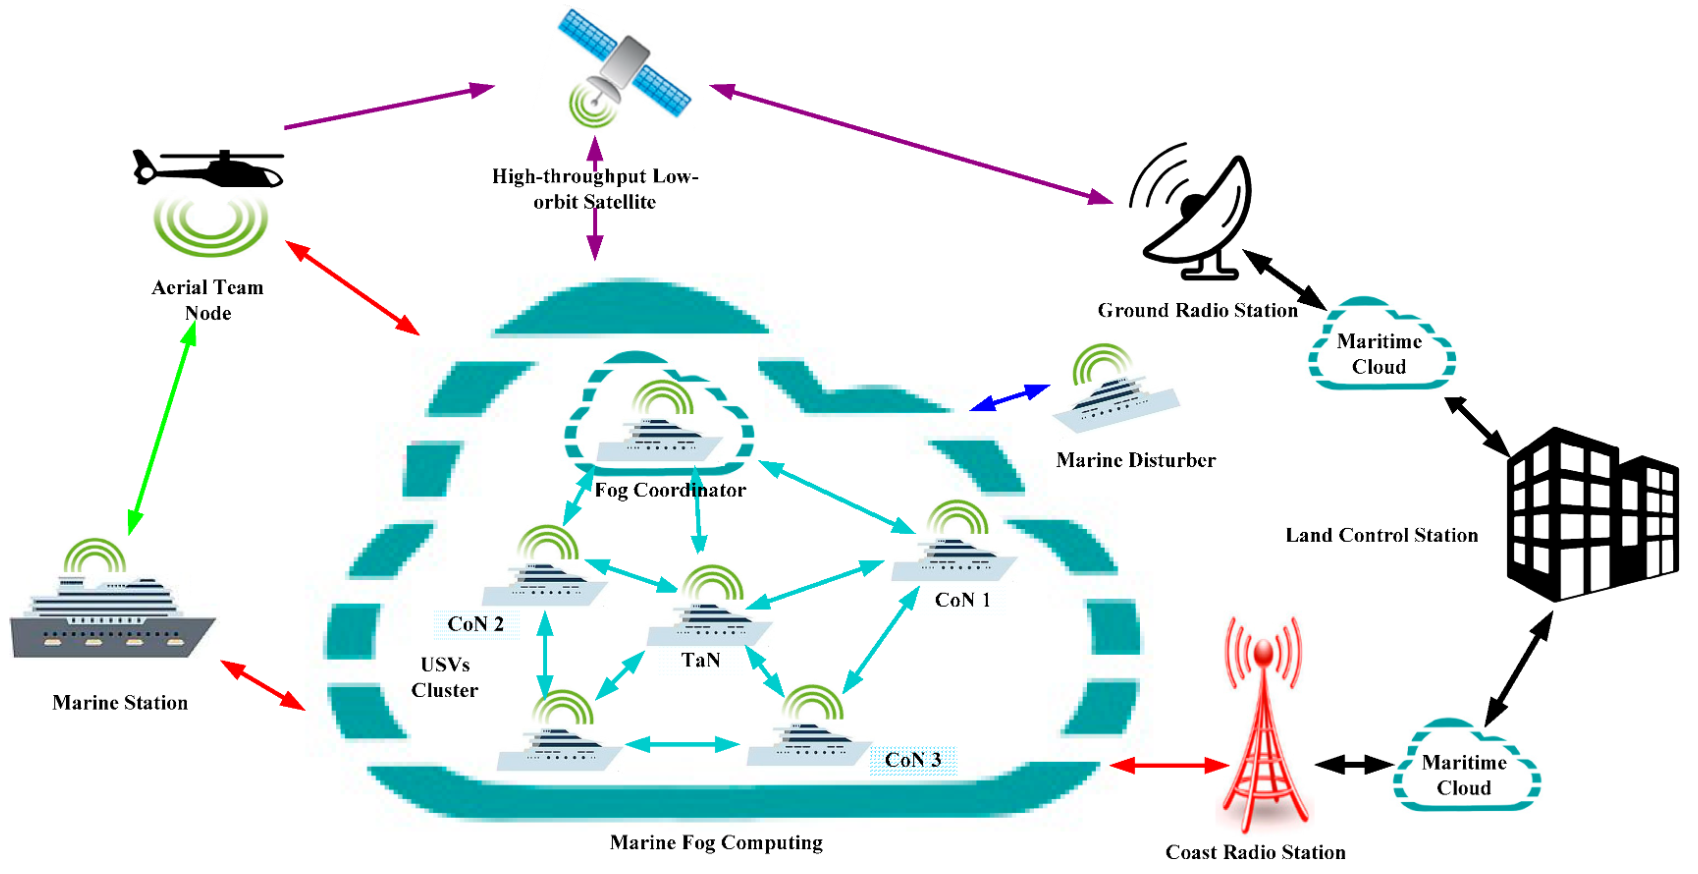 High-throughput Low-
orbit Satellite
Aerial Team
Node
Ground Radio Station
Maritime
Cloud
Marine Disturber
Fog Coordinator
Land Control Station
CoN 1
CoN 2
TaN
USVs
Cluster
Marine Station
CoN 3
Maritime
Cloud
Marine Fog Computing
Coast Radio Station